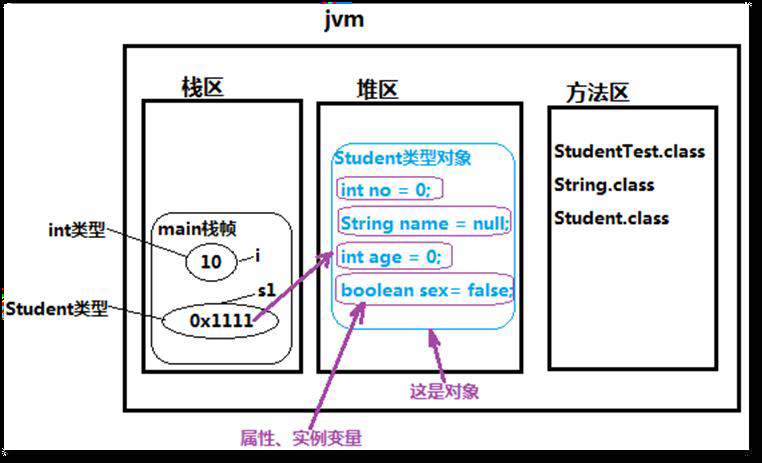 jvm
栈区
堆区
方法区
Student类型对象
int no = 0;
String name = null;
int age = 0;
boolean sex= false;
StudentTest.class
String.class
Student.class
main栈帧
int类型
10
i
s1
Student类型
0x1111
这是对象
属性、实例变量